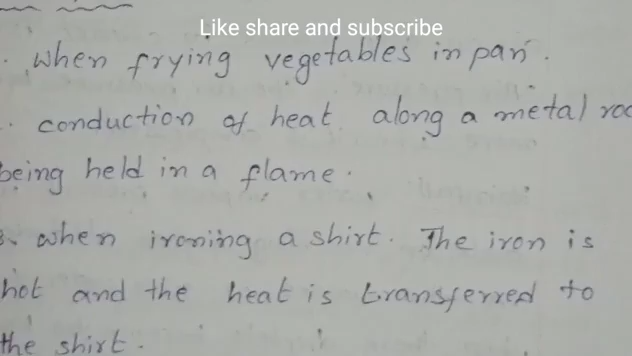 Like share and subscribe
. when frying vegetables in pan.
. conduction of heat along a metal
being held in a flame.
3. when ironing a shirt. The iron is
hot and the heat is transferred to
the shirt.